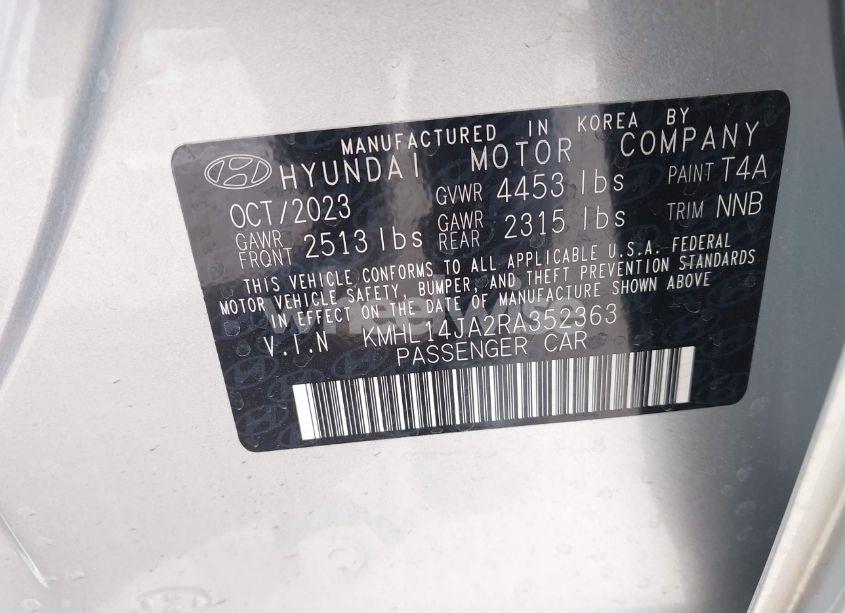 MANUFACTURED IN KOREA BY
HYUNDAI MOTOR COMPANY
OCT/2023 GVWR 4453 lbs PAINT T4A
GAWR FRONT 2513 lbs GAWR REAR 2315 lbs TRIM NNB
THIS VEHICLE CONFORMS TO ALL APPLICABLE U.S.A. FEDERAL
MOTOR VEHICLE SAFETY, BUMPER, AND THEFT PREVENTION STANDARDS
IN EFFECT ON THE DATE OF MANUFACTURE SHOWN ABOVE
V.I.N KMHL14JA2RA352363
PASSENGER CAR